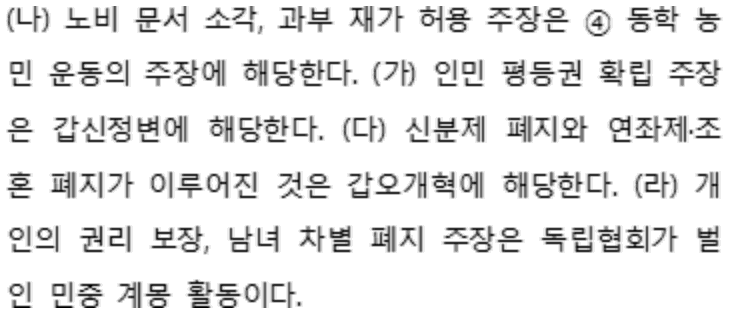 (나) 노비 문서 소각, 과부 재가 허용 주장은 ④ 동학 농
민 운동의 주장에 해당한다. (가) 인민 평등권 확립 주장
은 갑신정변에 해당한다. (다) 신분제 폐지와 연좌제·조
혼 폐지가 이루어진 것은 갑오개혁에 해당한다. (라) 개
인의 권리 보장, 남녀 차별 폐지 주장은 독립협회가 벌
인 민중 계몽 활동이다.